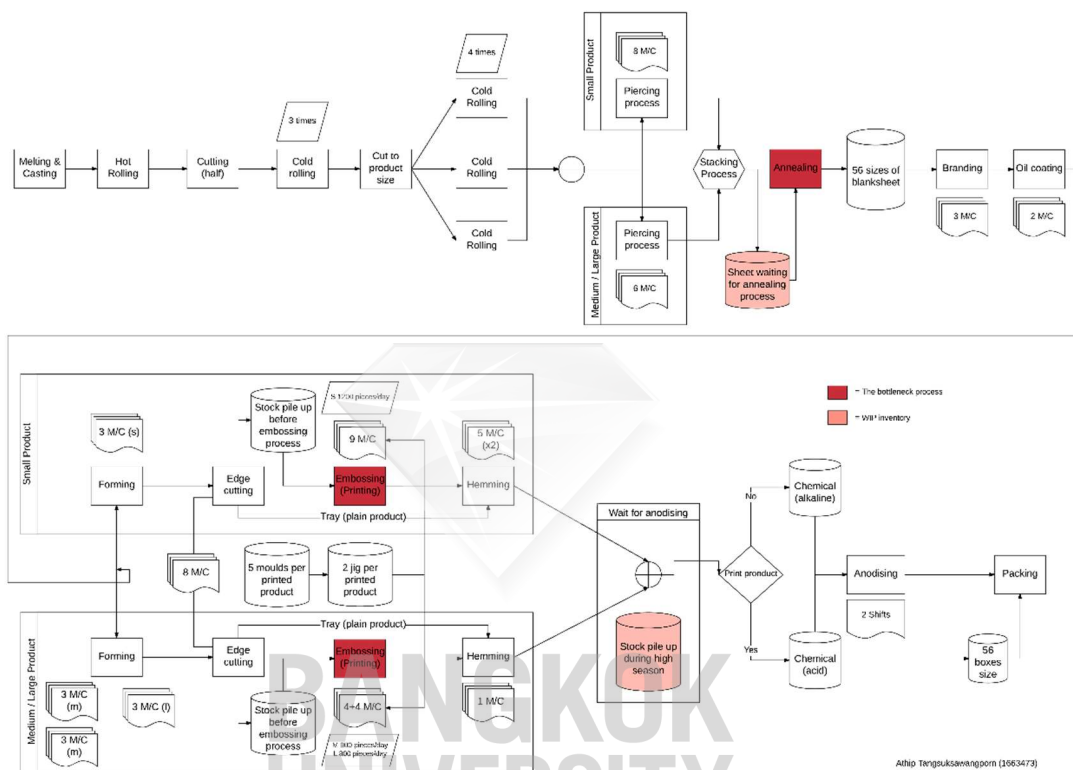 4 times
3 times
Small Product
8 M/C
Piercing
process
Cold
Rolling
Melting &
Casting
Hot
Rolling
Cutting
(half)
Cold
rolling
Cut to
product
size
Cold
Rolling
Cold
Rolling
Stacking
Process
Annealing
56 sizes of
blanksheet
Branding
Oil coating
3 M/C
2 M/C
Medium / Large Product
Piercing
process
6 M/C
Sheet waiting
for annealing
process
= The bottleneck process
= WIP inventory
Small Product
3 M/C (s)
Stock pile up
before
embossing
process
S 1200 pieces/day
9 M/C
5 M/C
(x2)
Forming
Edge
cutting
Embossing
(Printing)
Hemming
Tray (plain product)
8 M/C
5 moulds per
printed
product
2 jig per
printed
product
Wait for anodising
Stock pile up
during high
season
No
Print pronduct
Yes
Chemical
(alkaline)
Chemical
(acid)
Anodising
2 Shifts
Packing
56
boxes
size
Medium / Large Product
Tray (plain product)
Forming
Edge
cutting
Embossing
(Printing)
Hemming
3 M/C
(m)
3 M/C (l)
3 M/C
(m)
Stock pile up
before
embossing
process
4+4 M/C
1 M/C
M 800 pieces/day
L 800 pieces/day
BANGKOK
UNIVERSITY
Athip Tangsuksawangporn (1663473)